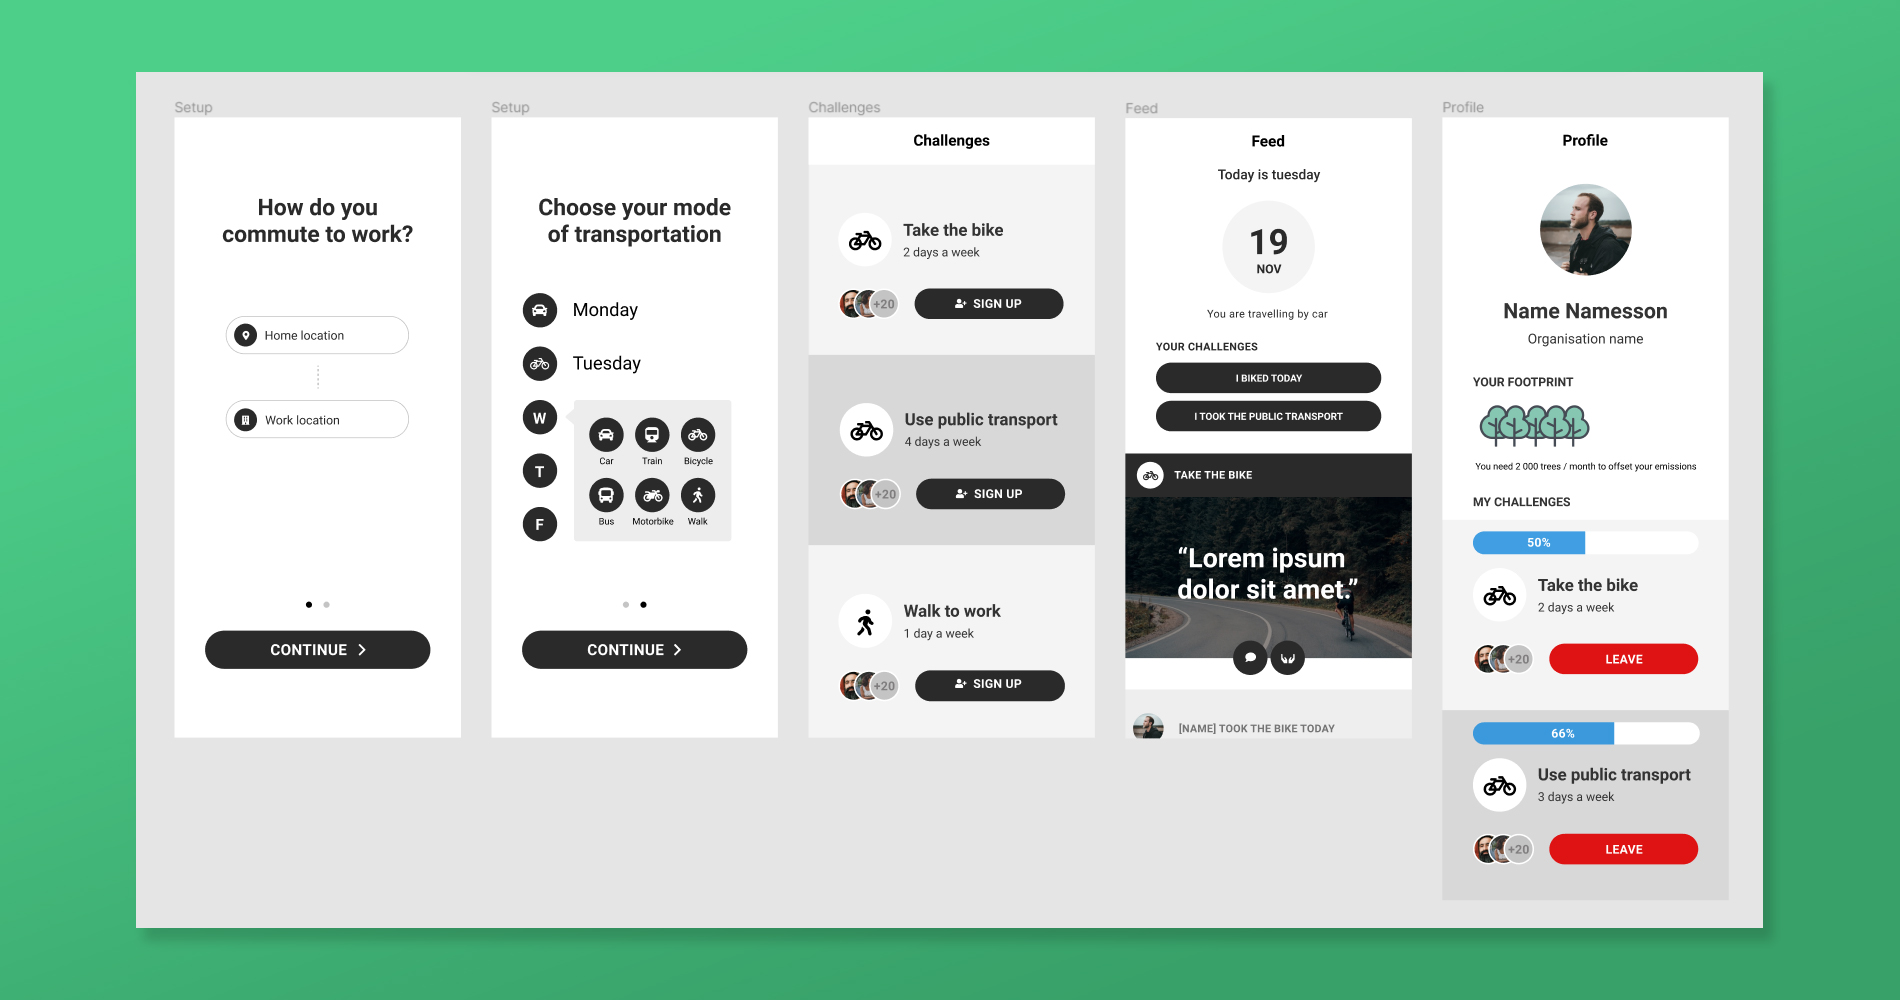 Setup
How do you
commute to work?
Home location
Work location
CONTINUE
Setup
Choose your mode
of transportation
Monday
Tuesday
W
T
F
Car
Train
Bicycle
Bus
Motorbike
Walk
CONTINUE
Challenges
Challenges
Take the bike
2 days a week
+20
SIGN UP
Use public transport
4 days a week
+20
SIGN UP
Walk to work
1 day a week
+20
SIGN UP
Feed
Feed
Today is tuesday
19
NOV
You are travelling by car
YOUR CHALLENGES
I BIKED TODAY
I TOOK THE PUBLIC TRANSPORT
TAKE THE BIKE
“Lorem ipsum
dolor sit amet.”
[NAME] TOOK THE BIKE TODAY
Profile
Profile
Name Namesson
Organisation name
YOUR FOOTPRINT
You need 2 000 trees / month to offset your emissions
MY CHALLENGES
50%
Take the bike
2 days a week
+20
LEAVE
66%
Use public transport
3 days a week
+20
LEAVE